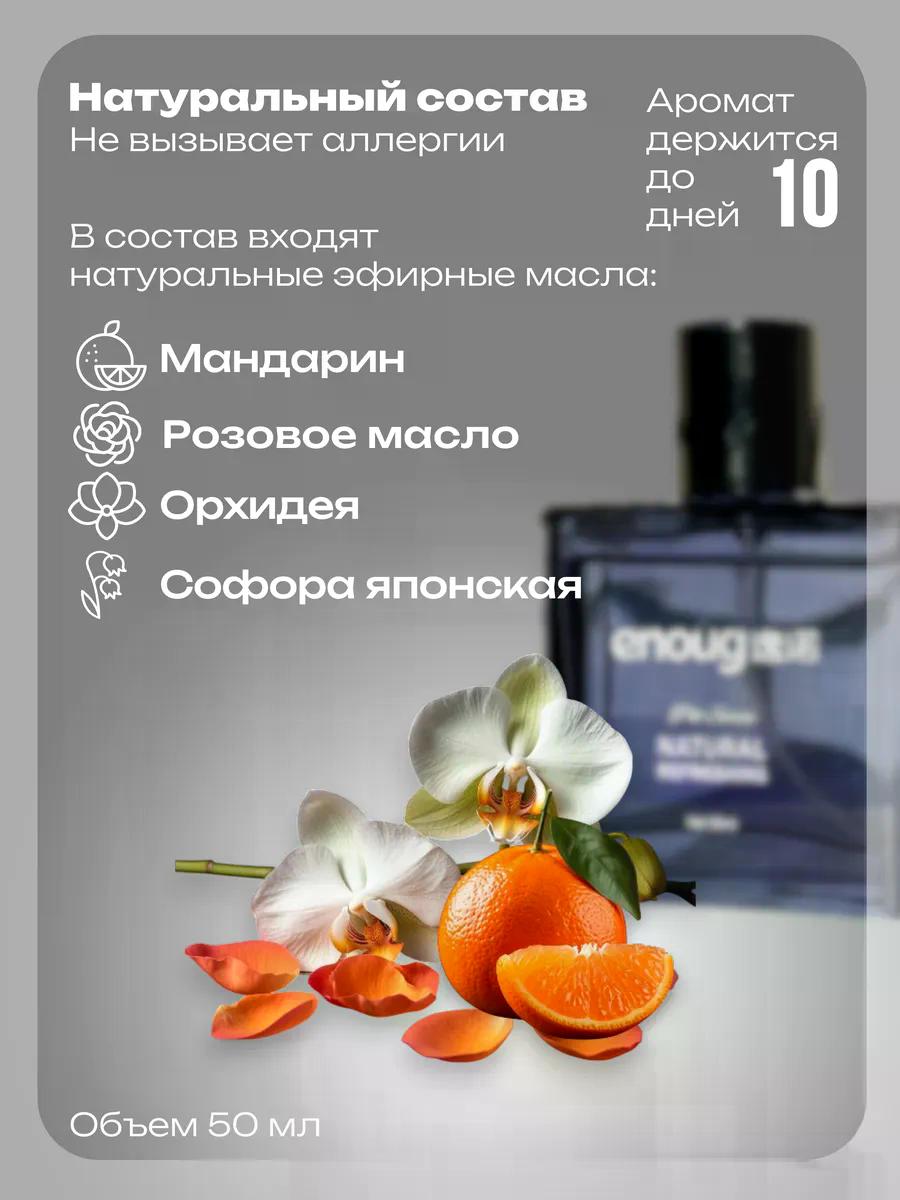 Натуральный состав
Не вызывает аллергии
Аромат
держится
до 10
дней
В состав входят
натуральные эфирные масла:
Мандарин
Розовое масло
Орхидея
Софора японская
enough
NATURAL
Объем 50 мл